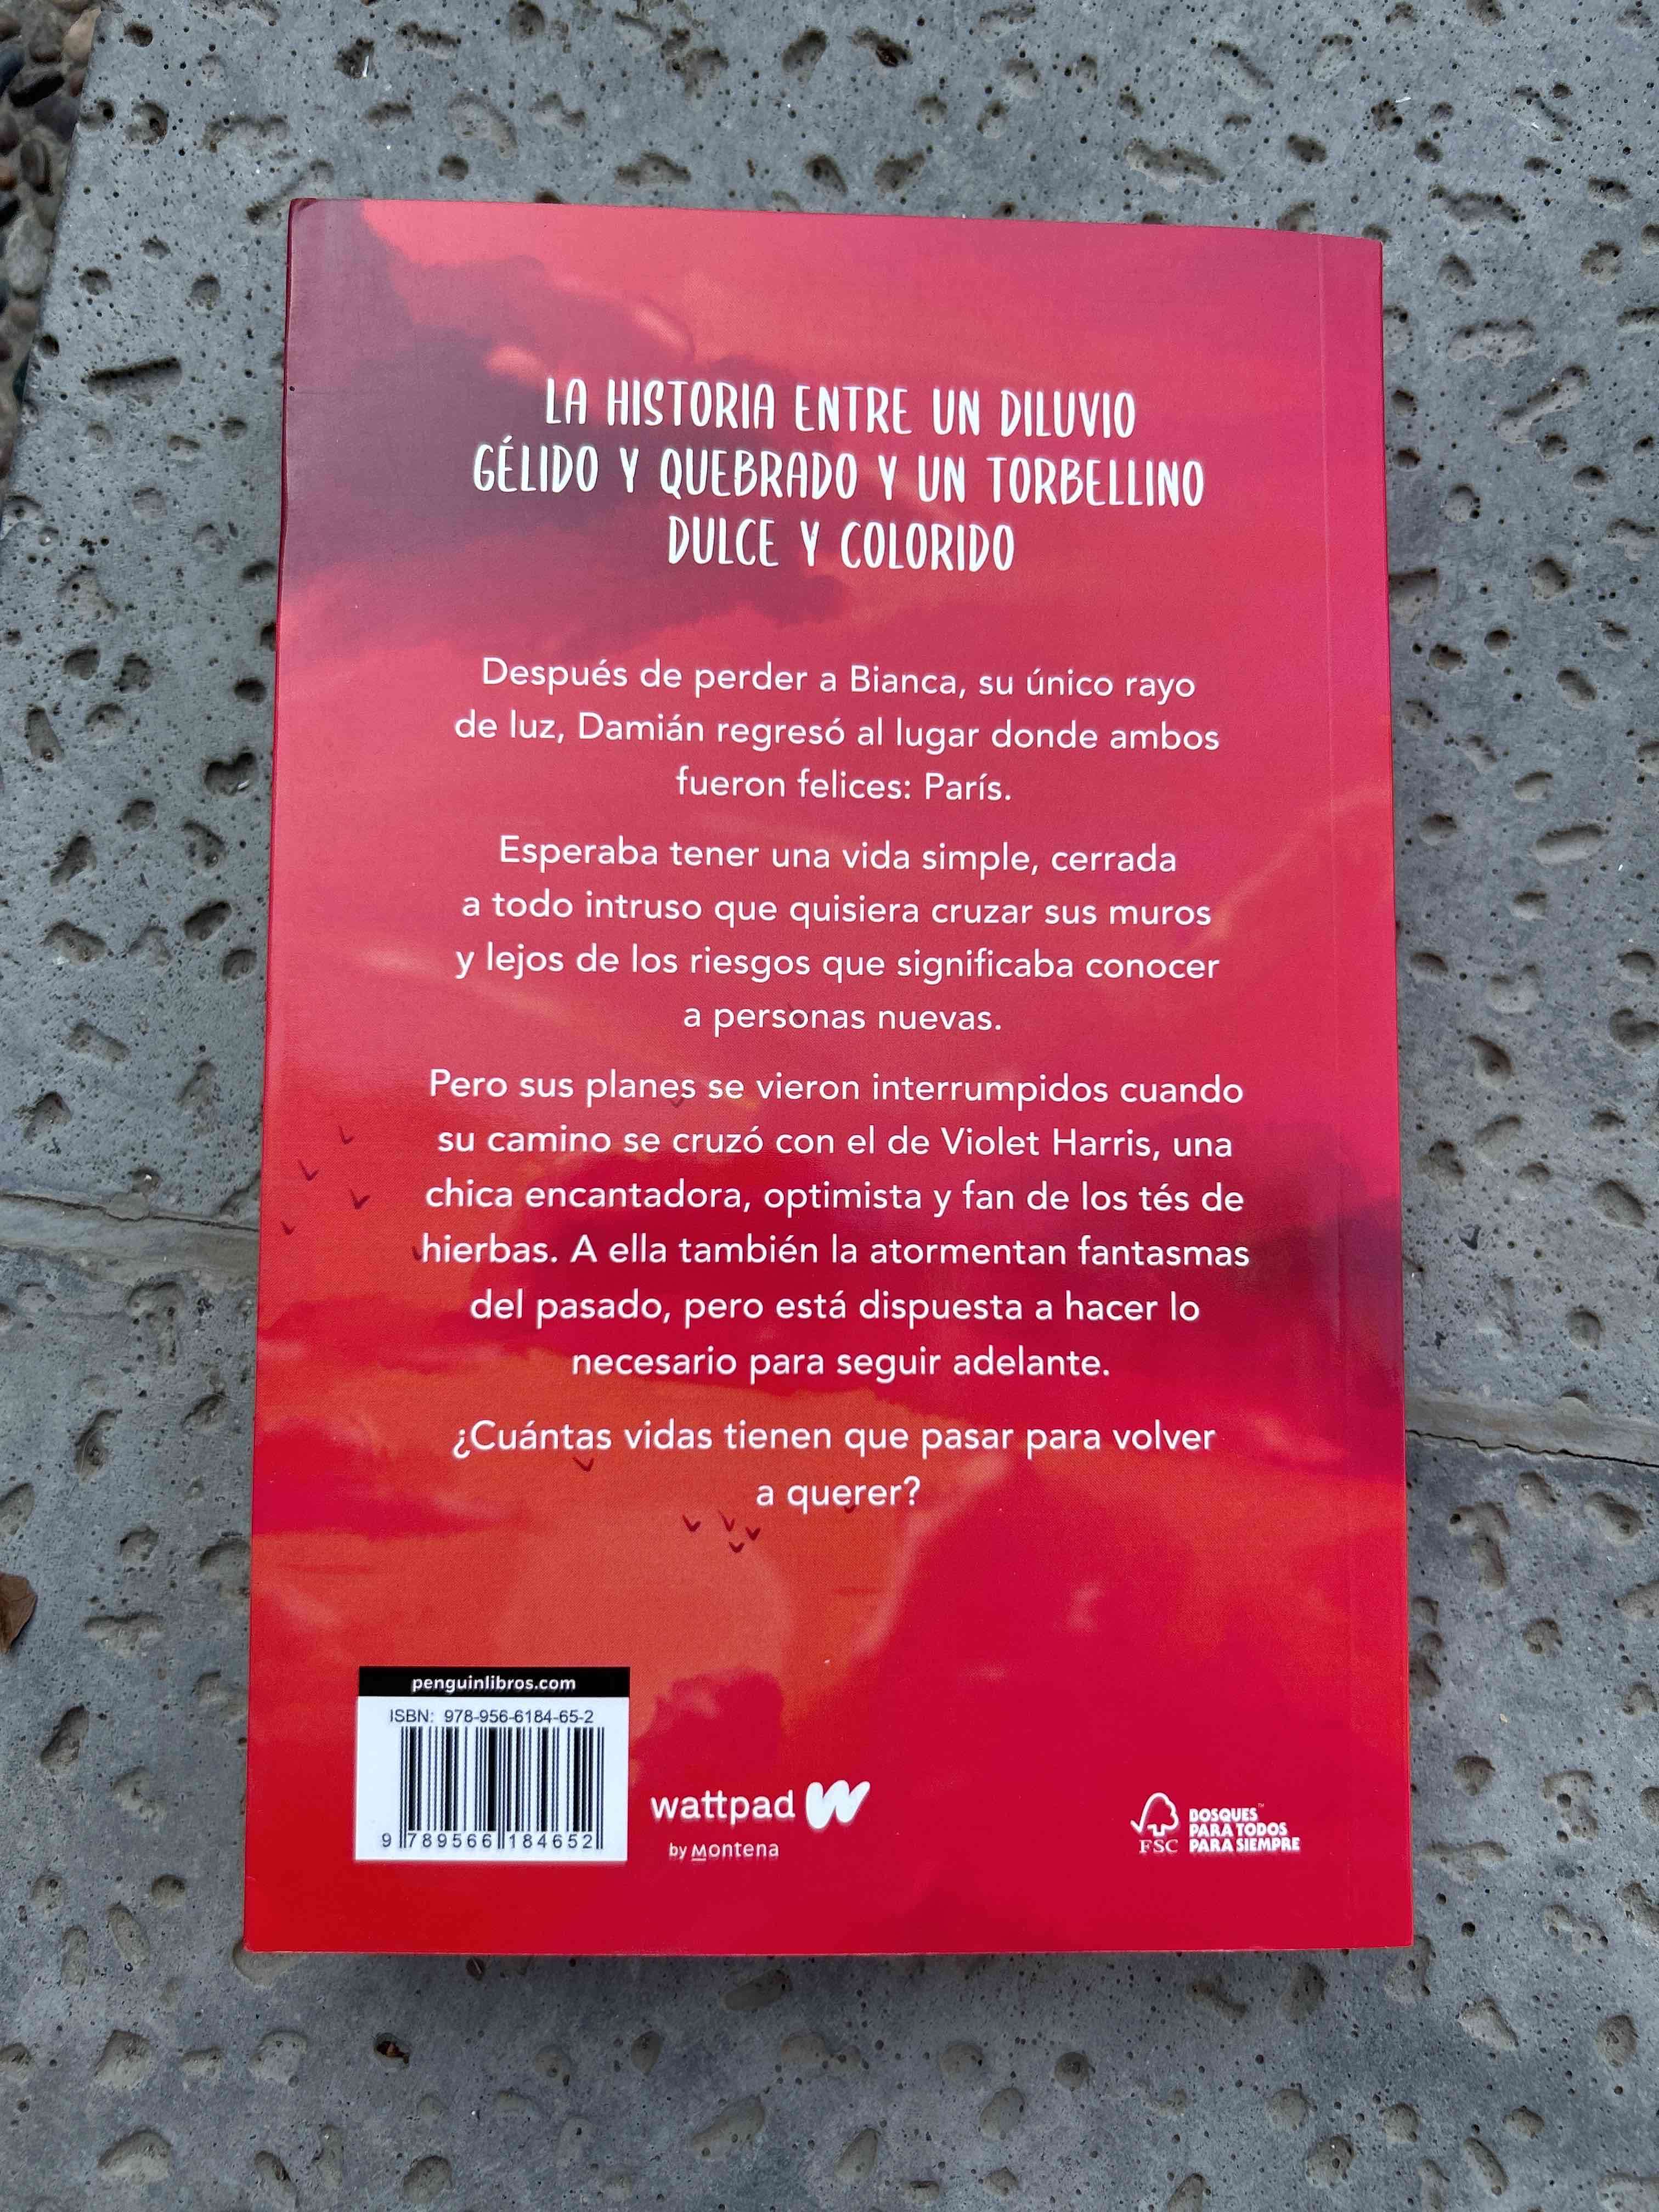 LA HISTORIA ENTRE UN DILUVIO
GÉLIDO Y QUEBRADO Y UN TORBELLINO
DULCE Y COLORIDO
Después de perder a Bianca, su único rayo
de luz, Damián regresó al lugar donde ambos
fueron felices: París.
Esperaba tener una vida simple, cerrada
a todo intruso que quisiera cruzar sus muros
y lejos de los riesgos que significaba conocer
a personas nuevas.
Pero sus planes se vieron interrumpidos cuando
su camino se cruzó con el de Violet Harris, una
chica encantadora, optimista y fan de los tés de
hierbas. A ella también la atormentan fantasmas
del pasado, pero está dispuesta a hacer lo
necesario para seguir adelante.
¿Cuántas vidas tienen que pasar para volver
a querer?
penguinlibros.com
ISBN: 978-956-6184-65-2
9 789566 184652
wattpad
by Montena
FSC
BOSQUES™
PARA TODOS
PARA SIEMPRE